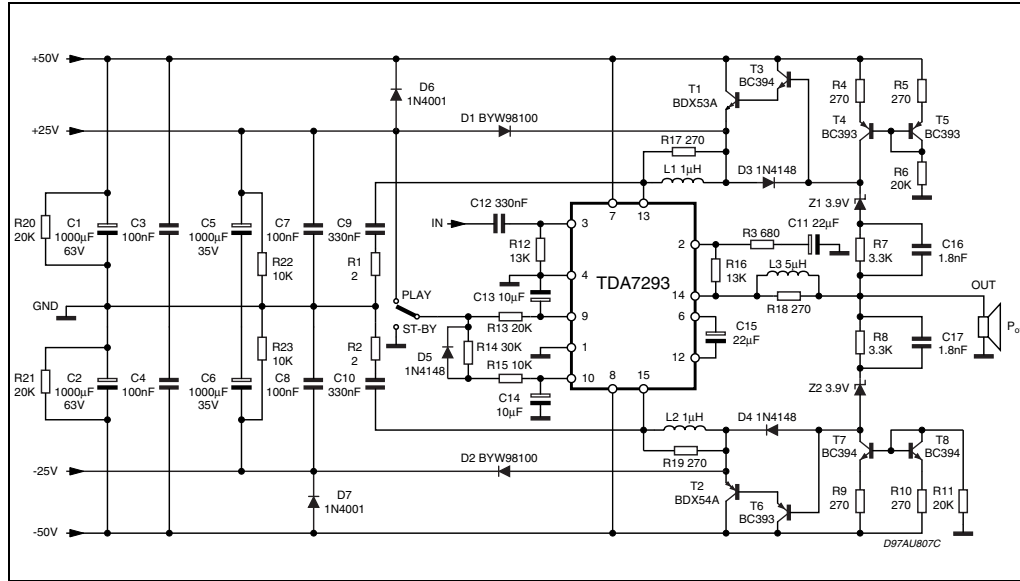 +50V
+25V
GND
-25V
-50V
D6
1N4001
D1 BYW98100
R20
20K
C1
1000µF
63V
C3
100nF
C5
1000µF
35V
R22
10K
C7
100nF
C9
330nF
R1
2
R21
20K
C2
1000µF
63V
C4
100nF
C6
1000µF
35V
R23
10K
C8
100nF
C10
330nF
R2
2
D7
1N4001
D2 BYW98100
PLAY
ST-BY
IN
C12 330nF
R12
13K
C13 10µF
R13 20K
R14 30K
D5
1N4148
R15 10K
C14
10µF
TDA7293
3
4
9
1
10
7
13
8
15
2
14
6
12
R17 270
L1 1µH
D3 1N4148
T1
BDX53A
T3
BC394
R4
270
R5
270
T4
BC393
T5
BC393
R6
20K
Z1 3.9V
R3 680
C11 22µF
R16
13K
L3 5µH
R18 270
C15
22µF
R7
3.3K
C16
1.8nF
OUT
Po
R8
3.3K
C17
1.8nF
Z2 3.9V
L2 1µH
D4 1N4148
R19 270
T2
BDX54A
T6
BC393
T7
BC394
T8
BC394
R9
270
R10
270
R11
20K
D97AU807C